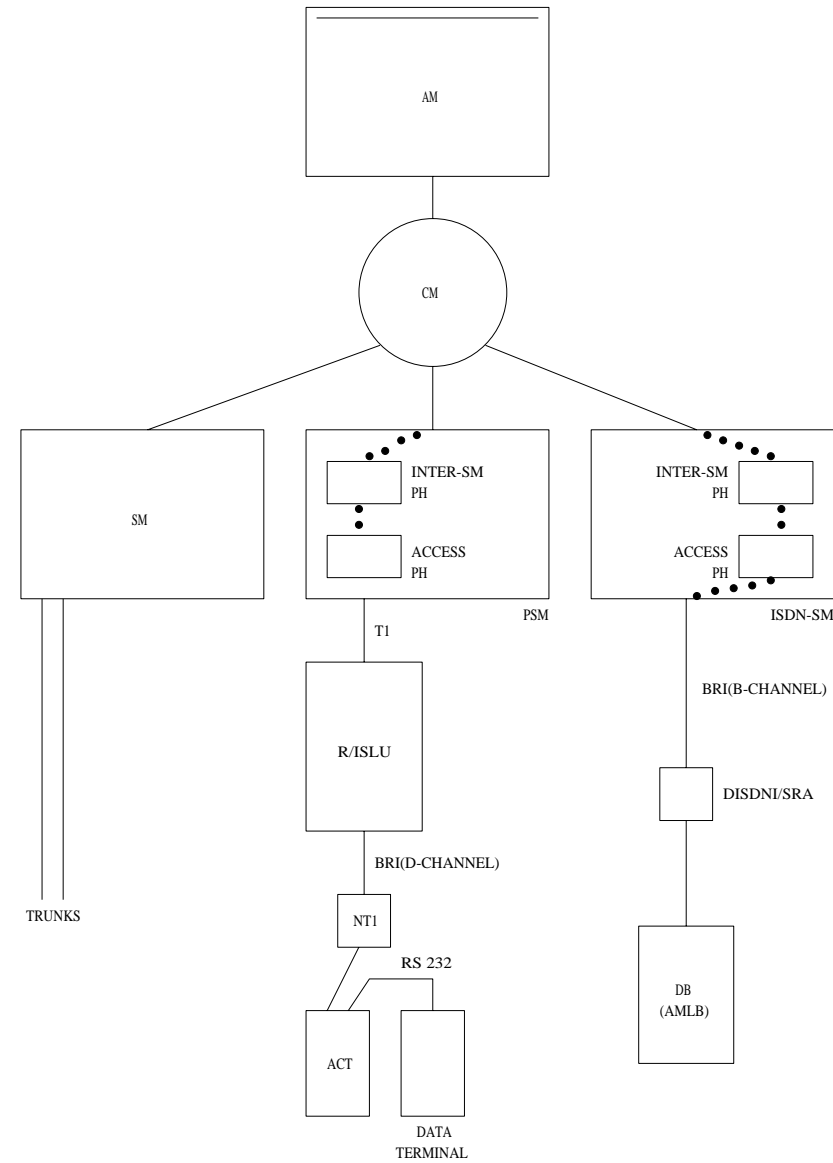 AM
CM
SM
INTER-SM
PH
ACCESS
PH
PSM
INTER-SM
PH
ACCESS
PH
ISDN-SM
T1
BRI(B-CHANNEL)
R/ISLU
DISDNI/SRA
BRI(D-CHANNEL)
TRUNKS
NT1
RS 232
DB
(AMLB)
ACT
DATA
TERMINAL